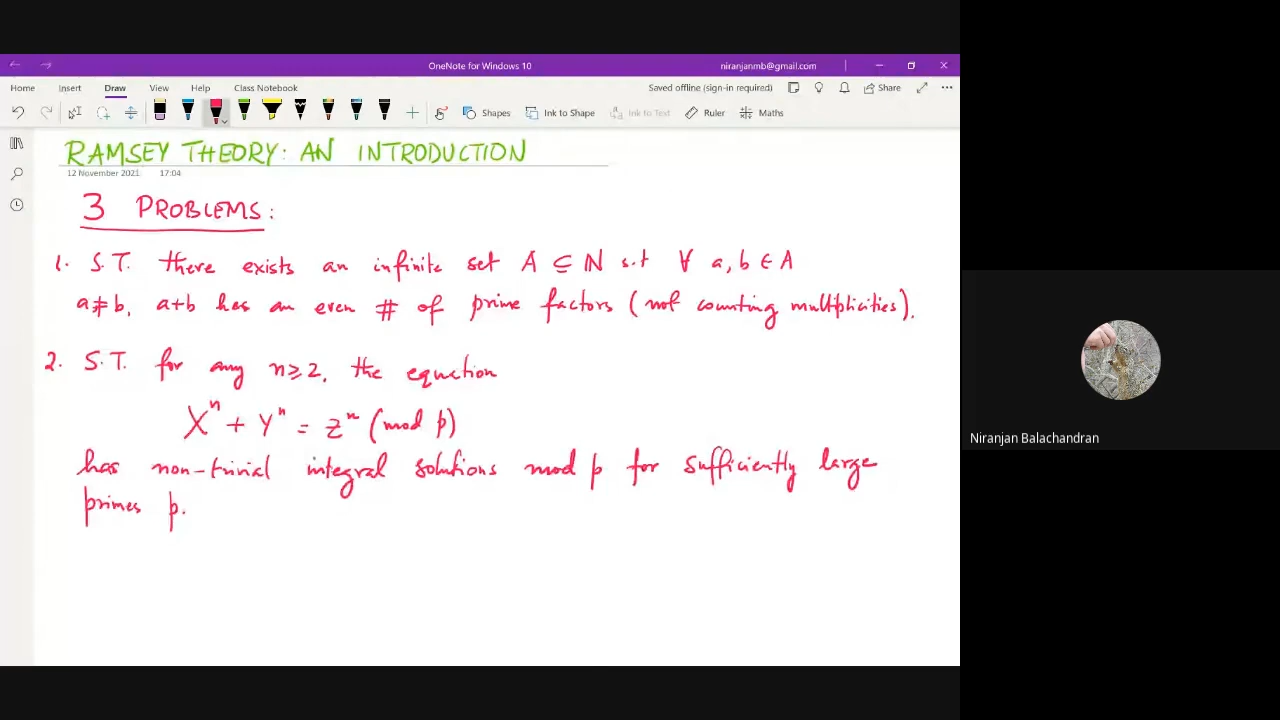 OneNote for Windows 10
niranjanmb@gmail.com
Home Insert Draw View Help Class Notebook
Saved offline (sign-in required) Share
Shapes Ink to Shape Ink to Text Ruler Maths
RAMSEY THEORY: AN INTRODUCTION
12 November 2021 17:04
3 PROBLEMS:
1. S.T. there exists an infinite set A ⊆ ℕ s.t ∀ a, b ∈ A
a≠b, a+b has an even # of prime factors (not counting multiplicities).
2. S.T. for any n≥2, the equation
Xⁿ + Yⁿ = Zⁿ (mod p)
has non-trivial integral solutions mod p for sufficiently large
primes p.
Niranjan Balachandran